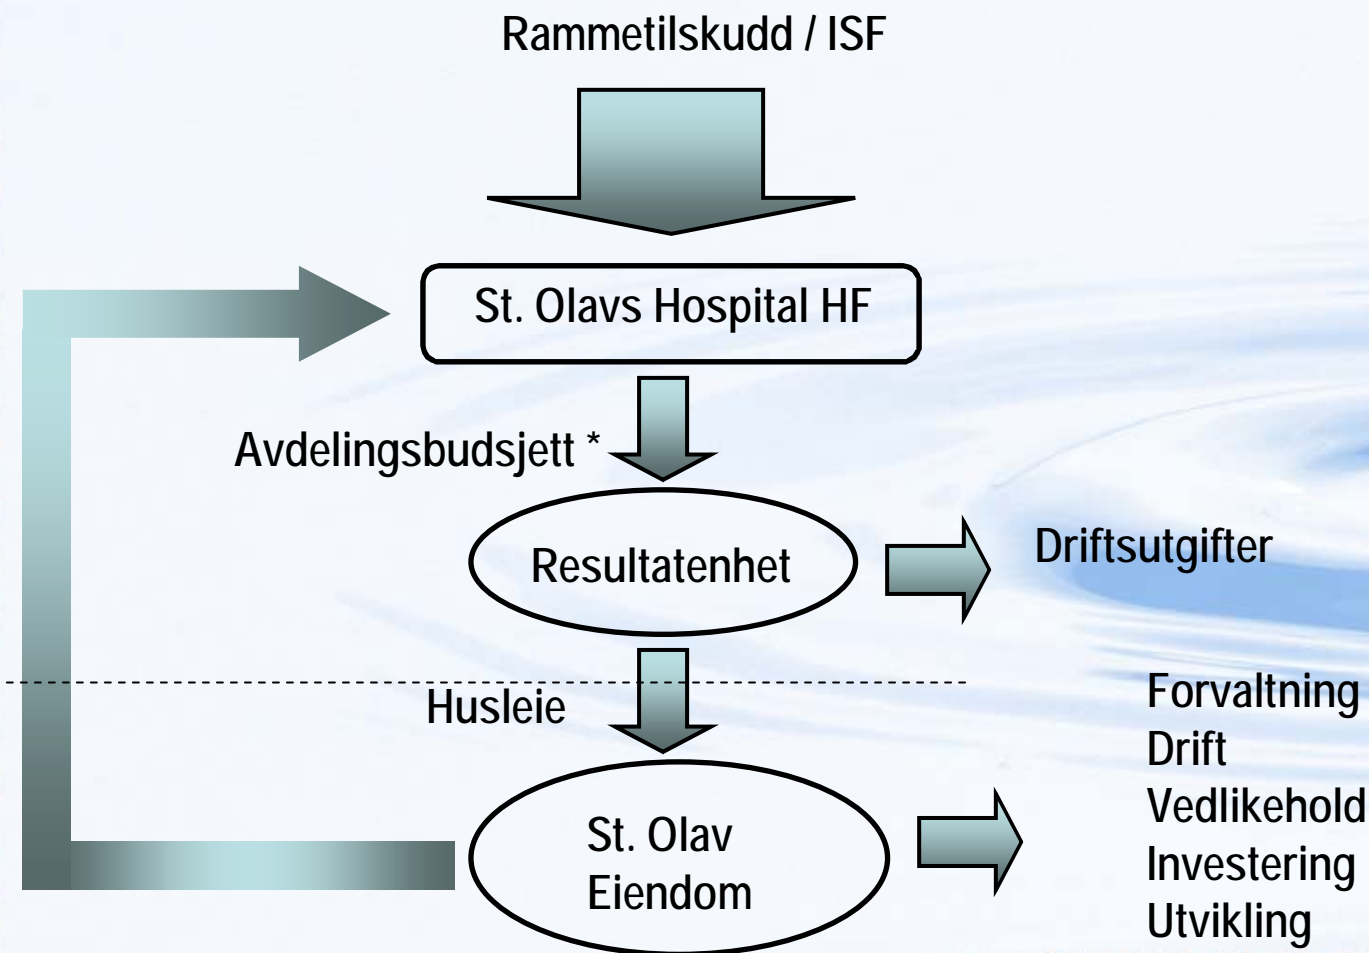 Rammetilskudd / ISF
St. Olavs Hospital HF
Avdelingsbudsjett *
Resultatenhet
Driftsutgifter
Husleie
Forvaltning
Drift
Vedlikehold
Investering
Utvikling
St. Olav
Eiendom